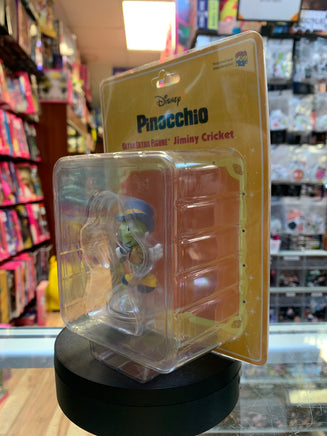 Disney
Pinocchio
ULTRA DETAIL FIGURE Jiminy Cricket